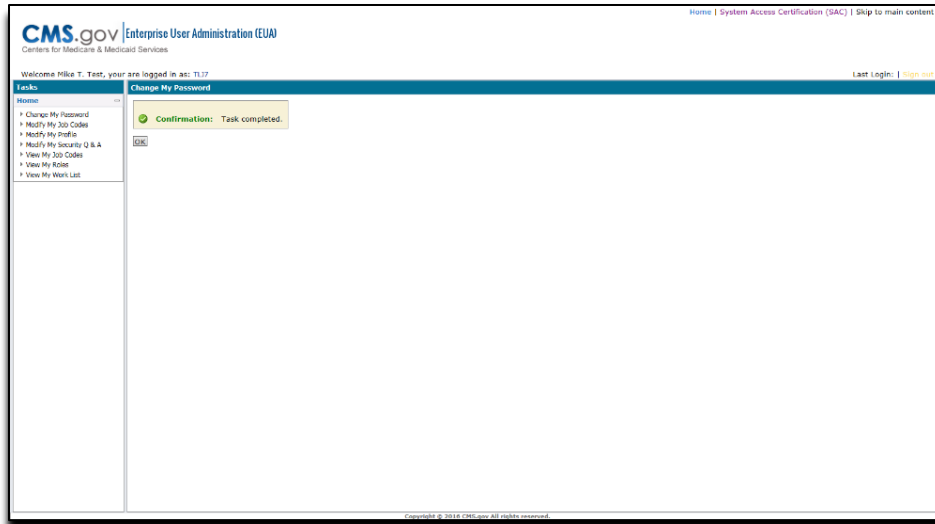 Home | System Access Certification (SAC) | Skip to main content
CMS.gov | Enterprise User Administration (EUA)
Centers for Medicare & Medicaid Services
Welcome Mike T. Test, your are logged in as: TLJ7
Last Login: | Sign out
Tasks
Home
Change My Password
Modify My Job Codes
Modify My Profile
Modify My Security Q & A
View My Job Codes
View My Roles
View My Work List
Change My Password
Confirmation: Task completed.
OK
Copyright © 2016 CMS.gov All rights reserved.